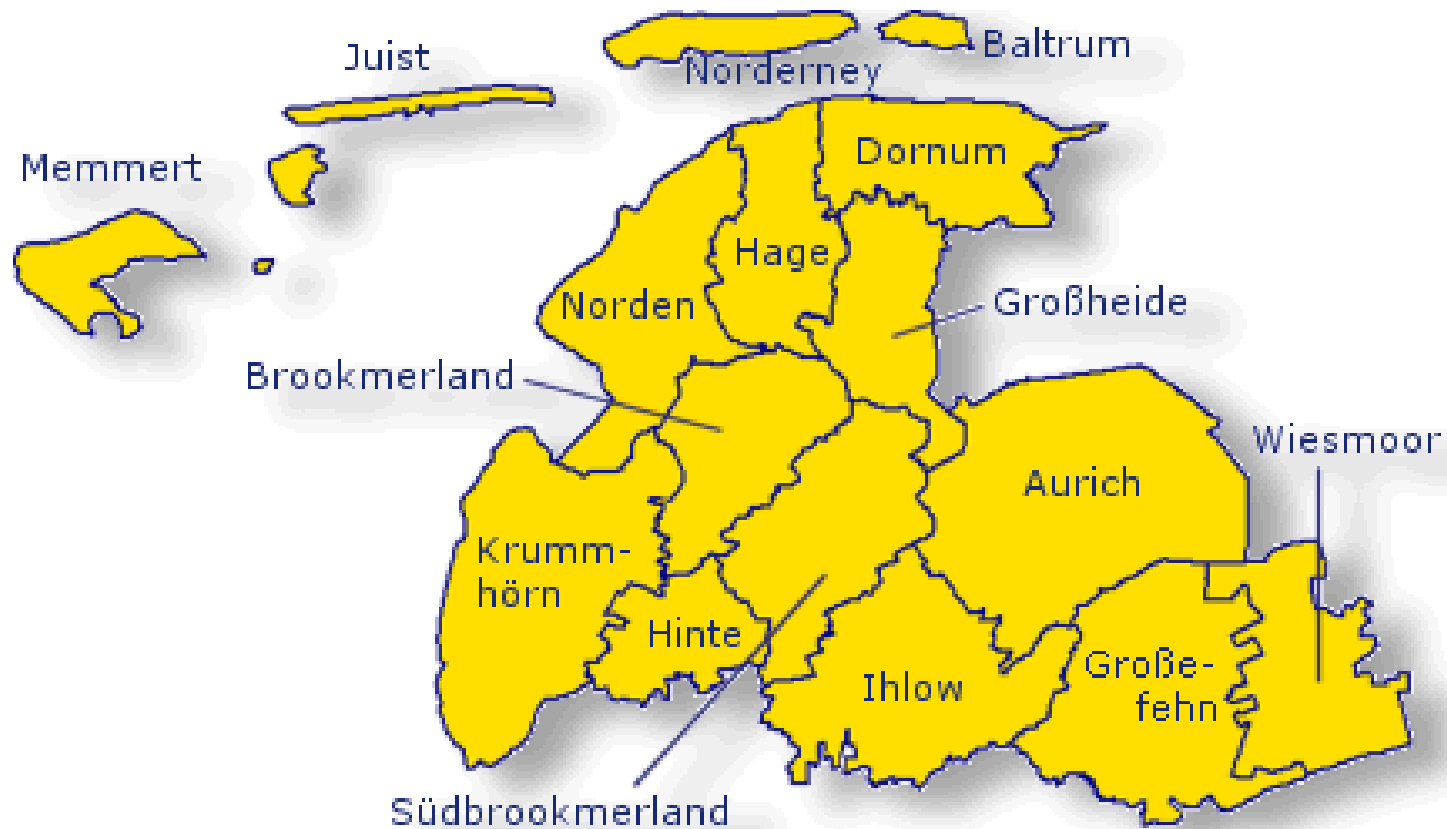 Juist
Baltrum
Norderney
Memmert
Dornum
Hage
Norden
Großheide
Brookmerland
Wiesmoor
Aurich
Krumm-
hörn
Hinte
Große-
fehn
Ihlow
Südbrookmerland